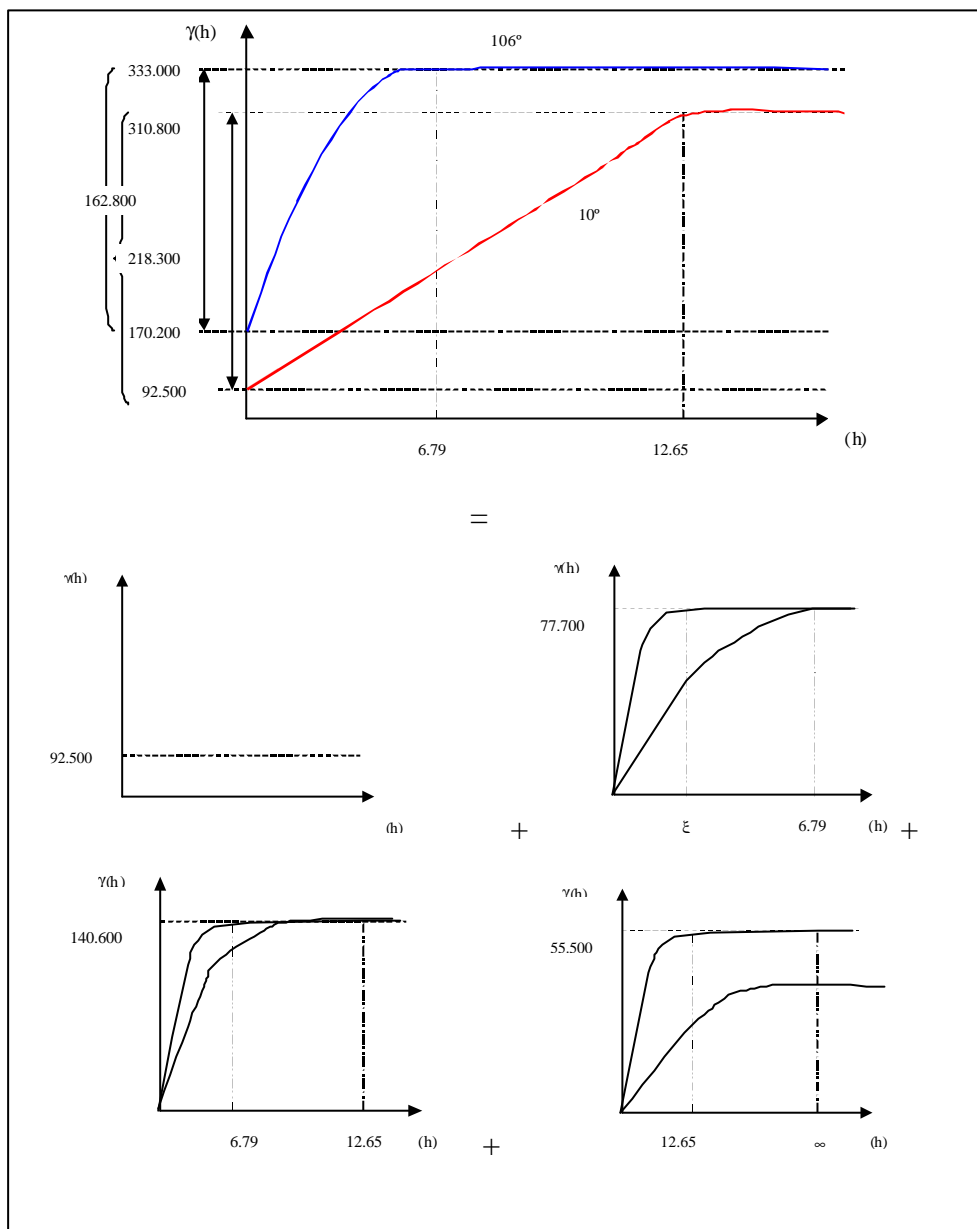 γ(h)
106º
333.000
310.800
162.800
10º
218.300
170.200
92.500
(h)
6.79 12.65
=
γ(h)
92.500
(h)
+
γ(h)
77.700
ξ 6.79 (h) +
γ(h)
140.600
6.79 12.65 (h)
+
γ(h)
55.500
12.65 ∞ (h)